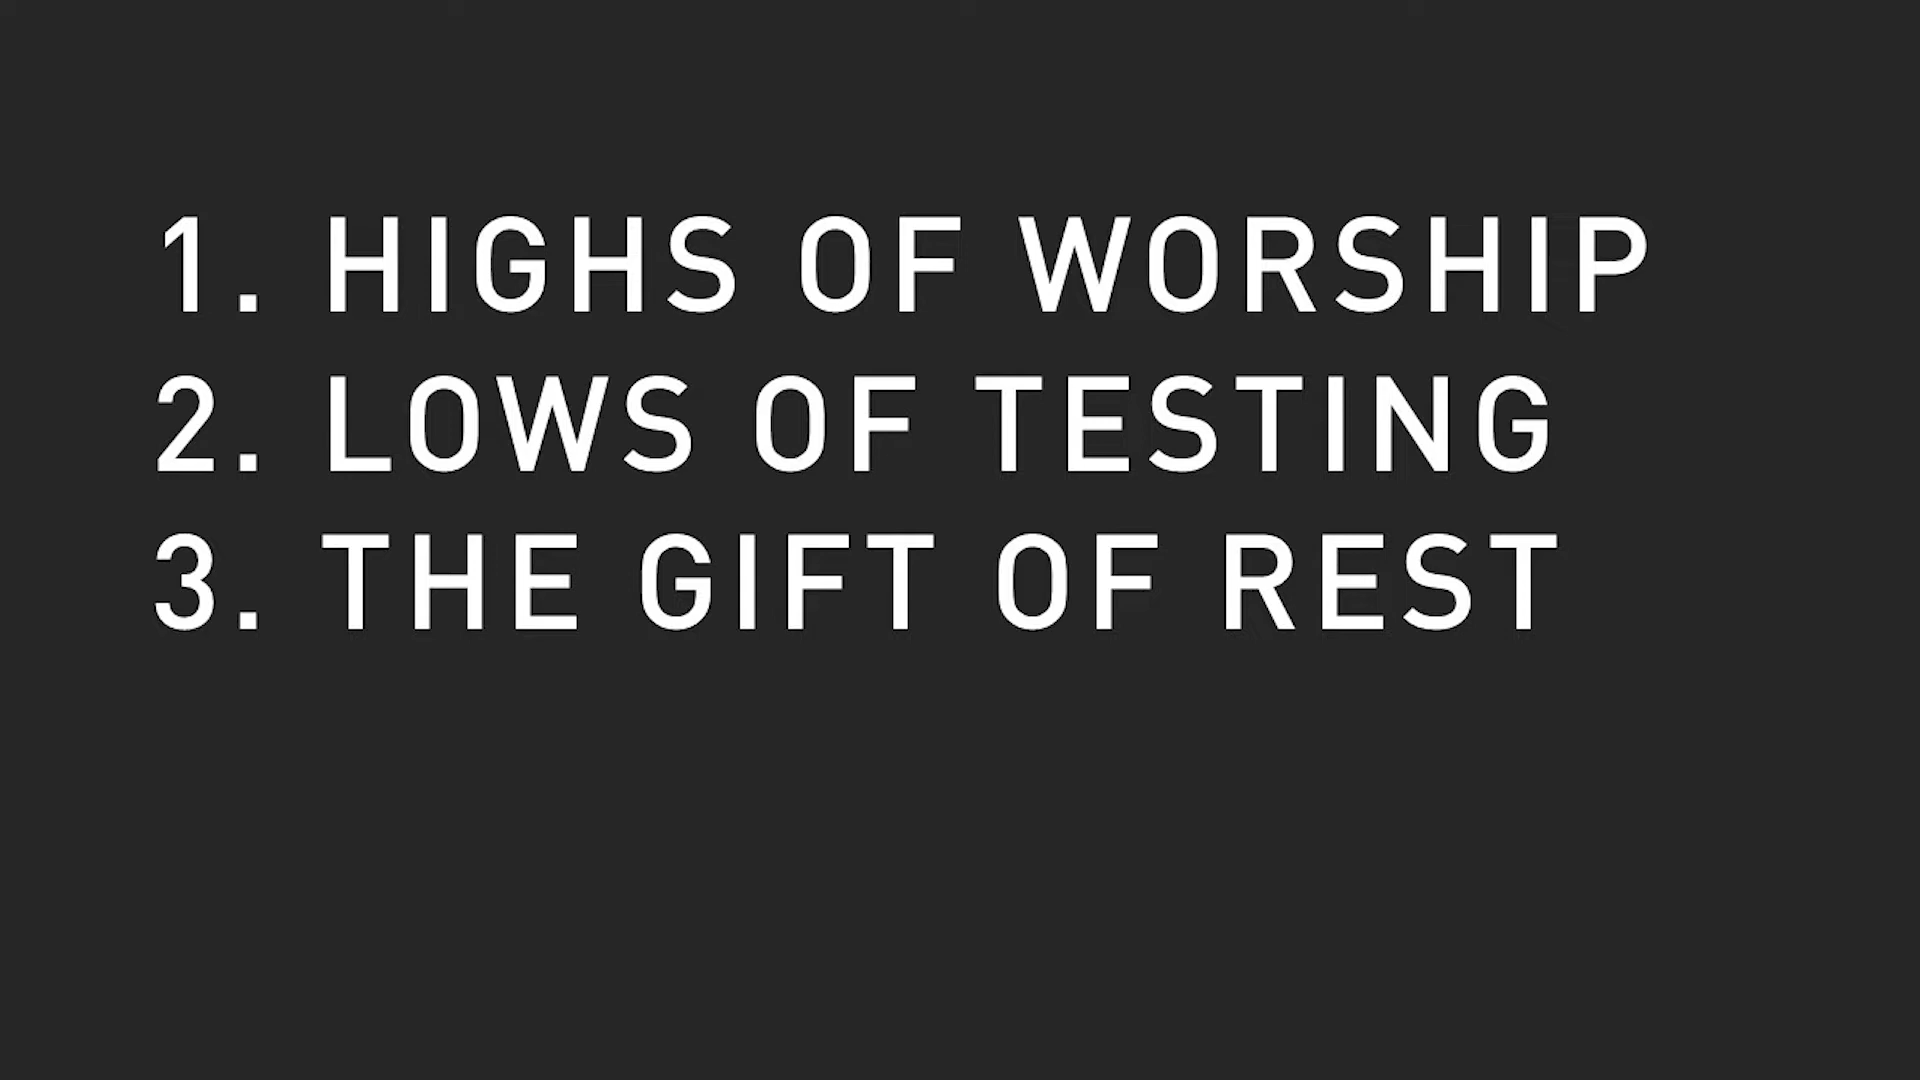 1. HIGHS OF WORSHIP
2. LOWS OF TESTING
3. THE GIFT OF REST